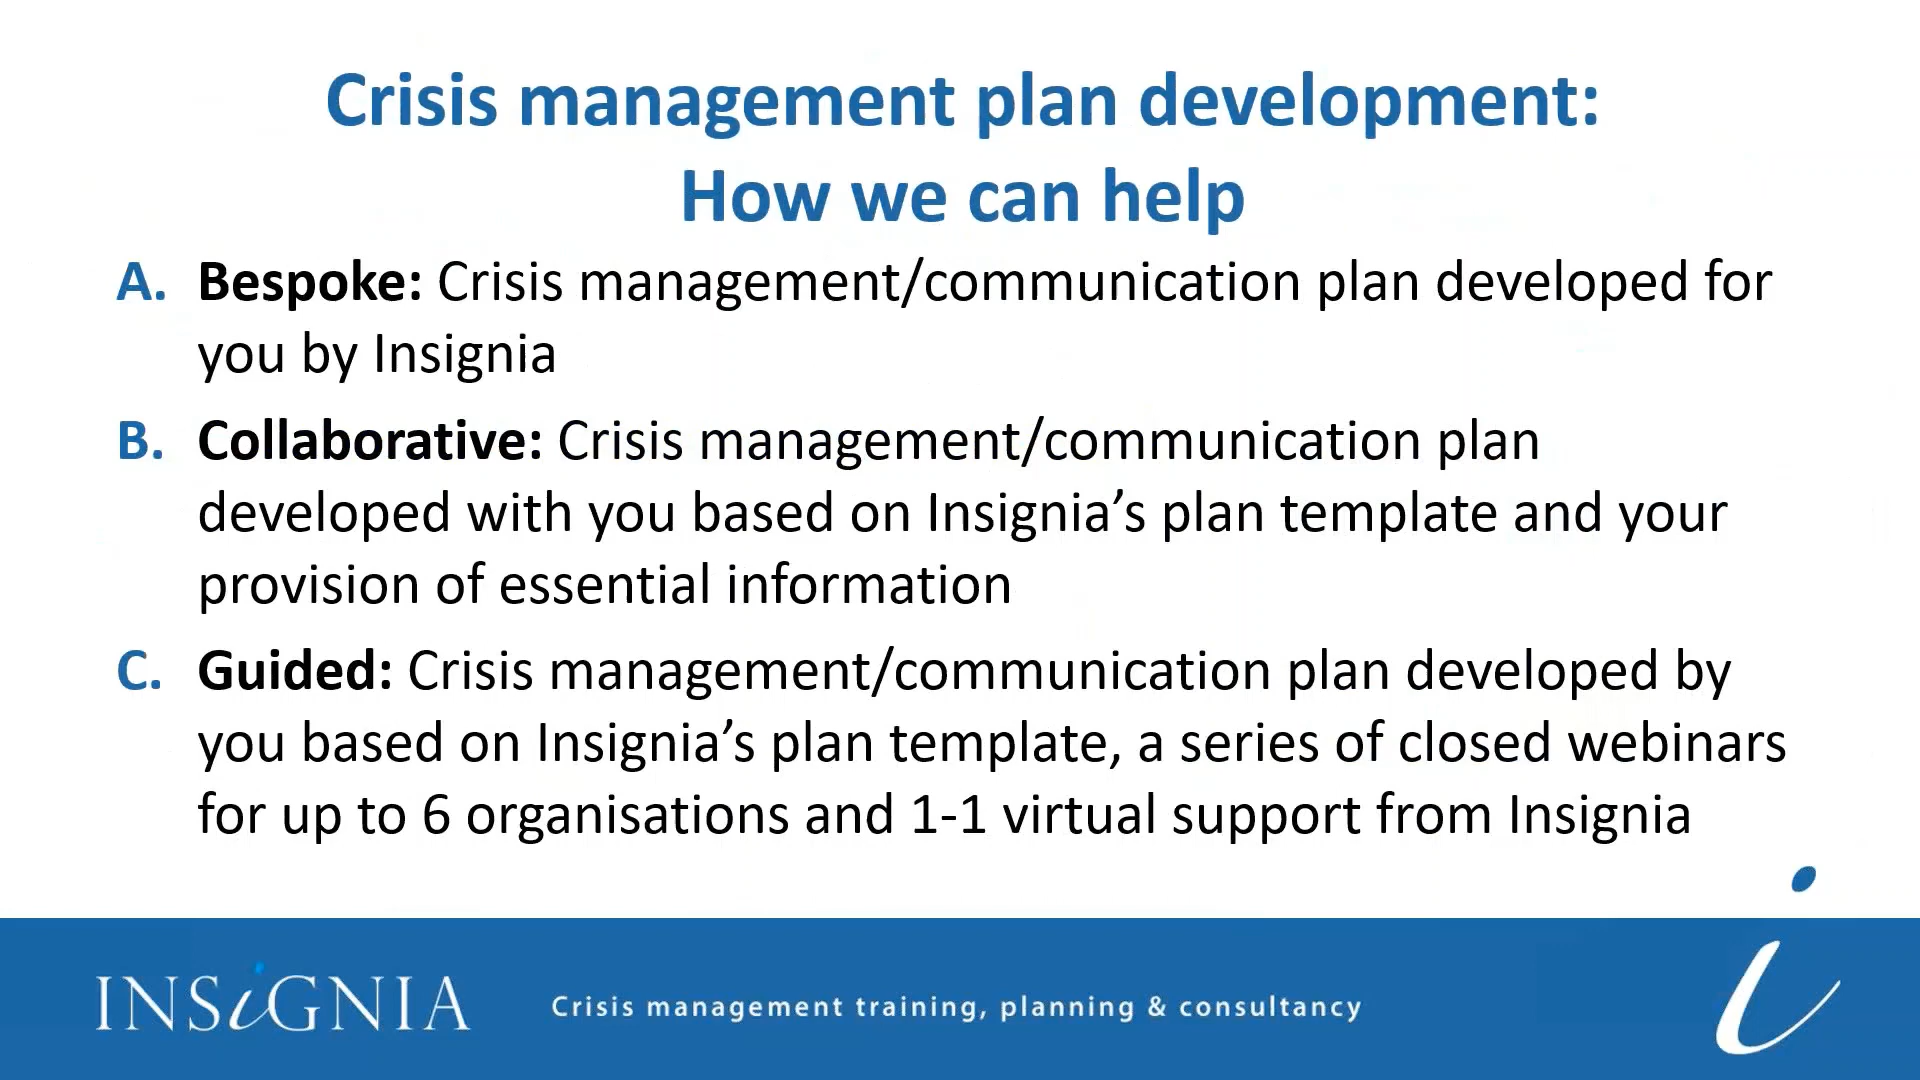 Crisis management plan development:
How we can help
A. Bespoke: Crisis management/communication plan developed for
you by Insignia
B. Collaborative: Crisis management/communication plan
developed with you based on Insignia’s plan template and your
provision of essential information
C. Guided: Crisis management/communication plan developed by
you based on Insignia’s plan template, a series of closed webinars
for up to 6 organisations and 1-1 virtual support from Insignia
INSiGNIA
Crisis management training, planning & consultancy
i